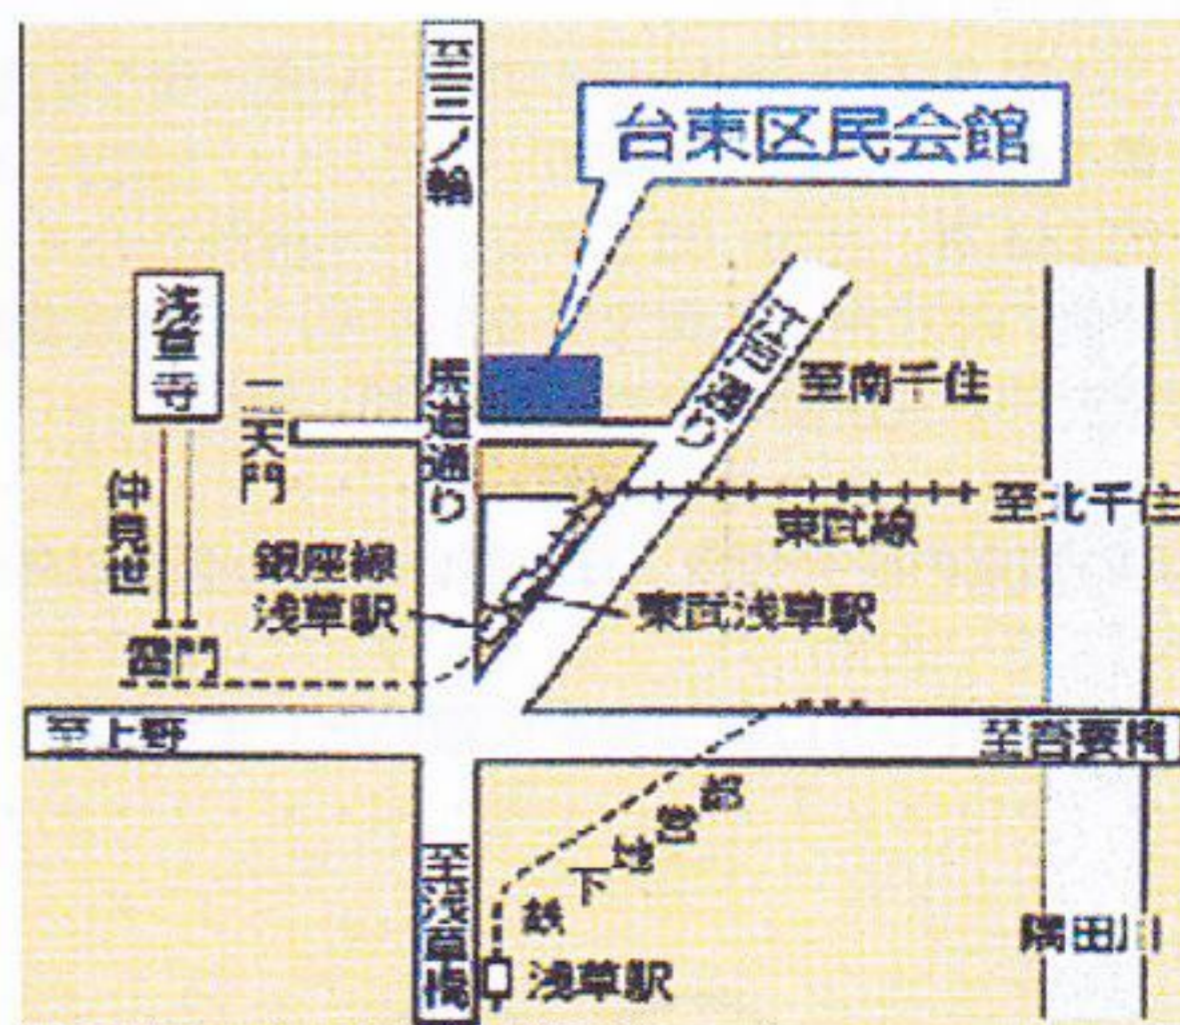 至三ノ輪
台東区民会館
浅草寺
二天門
馬道通り
江戸通り
至南千住
仲見世
銀座線
浅草駅
東武線
至北千住
東武浅草駅
雷門
至上野
至吾妻橋
都営地下鉄
至浅草橋
浅草駅
隅田川